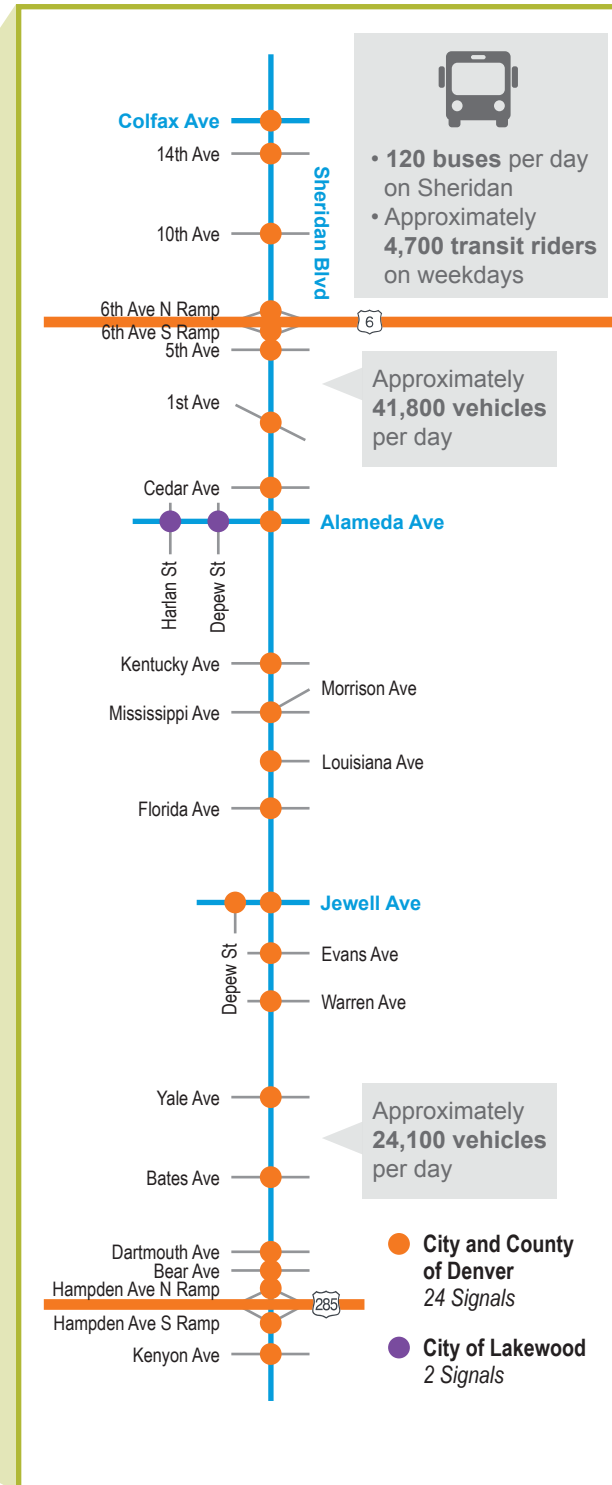 • 120 buses per day
on Sheridan
• Approximately
4,700 transit riders
on weekdays
Colfax Ave
14th Ave
Sheridan Blvd
10th Ave
6th Ave N Ramp
6
6th Ave S Ramp
5th Ave
Approximately
41,800 vehicles
per day
1st Ave
Cedar Ave
Alameda Ave
Harlan St
Depew St
Kentucky Ave
Morrison Ave
Mississippi Ave
Louisiana Ave
Florida Ave
Jewell Ave
Depew St
Evans Ave
Warren Ave
Yale Ave
Approximately
24,100 vehicles
per day
Bates Ave
Dartmouth Ave
Bear Ave
Hampden Ave N Ramp
285
Hampden Ave S Ramp
Kenyon Ave
City and County
of Denver
24 Signals
City of Lakewood
2 Signals